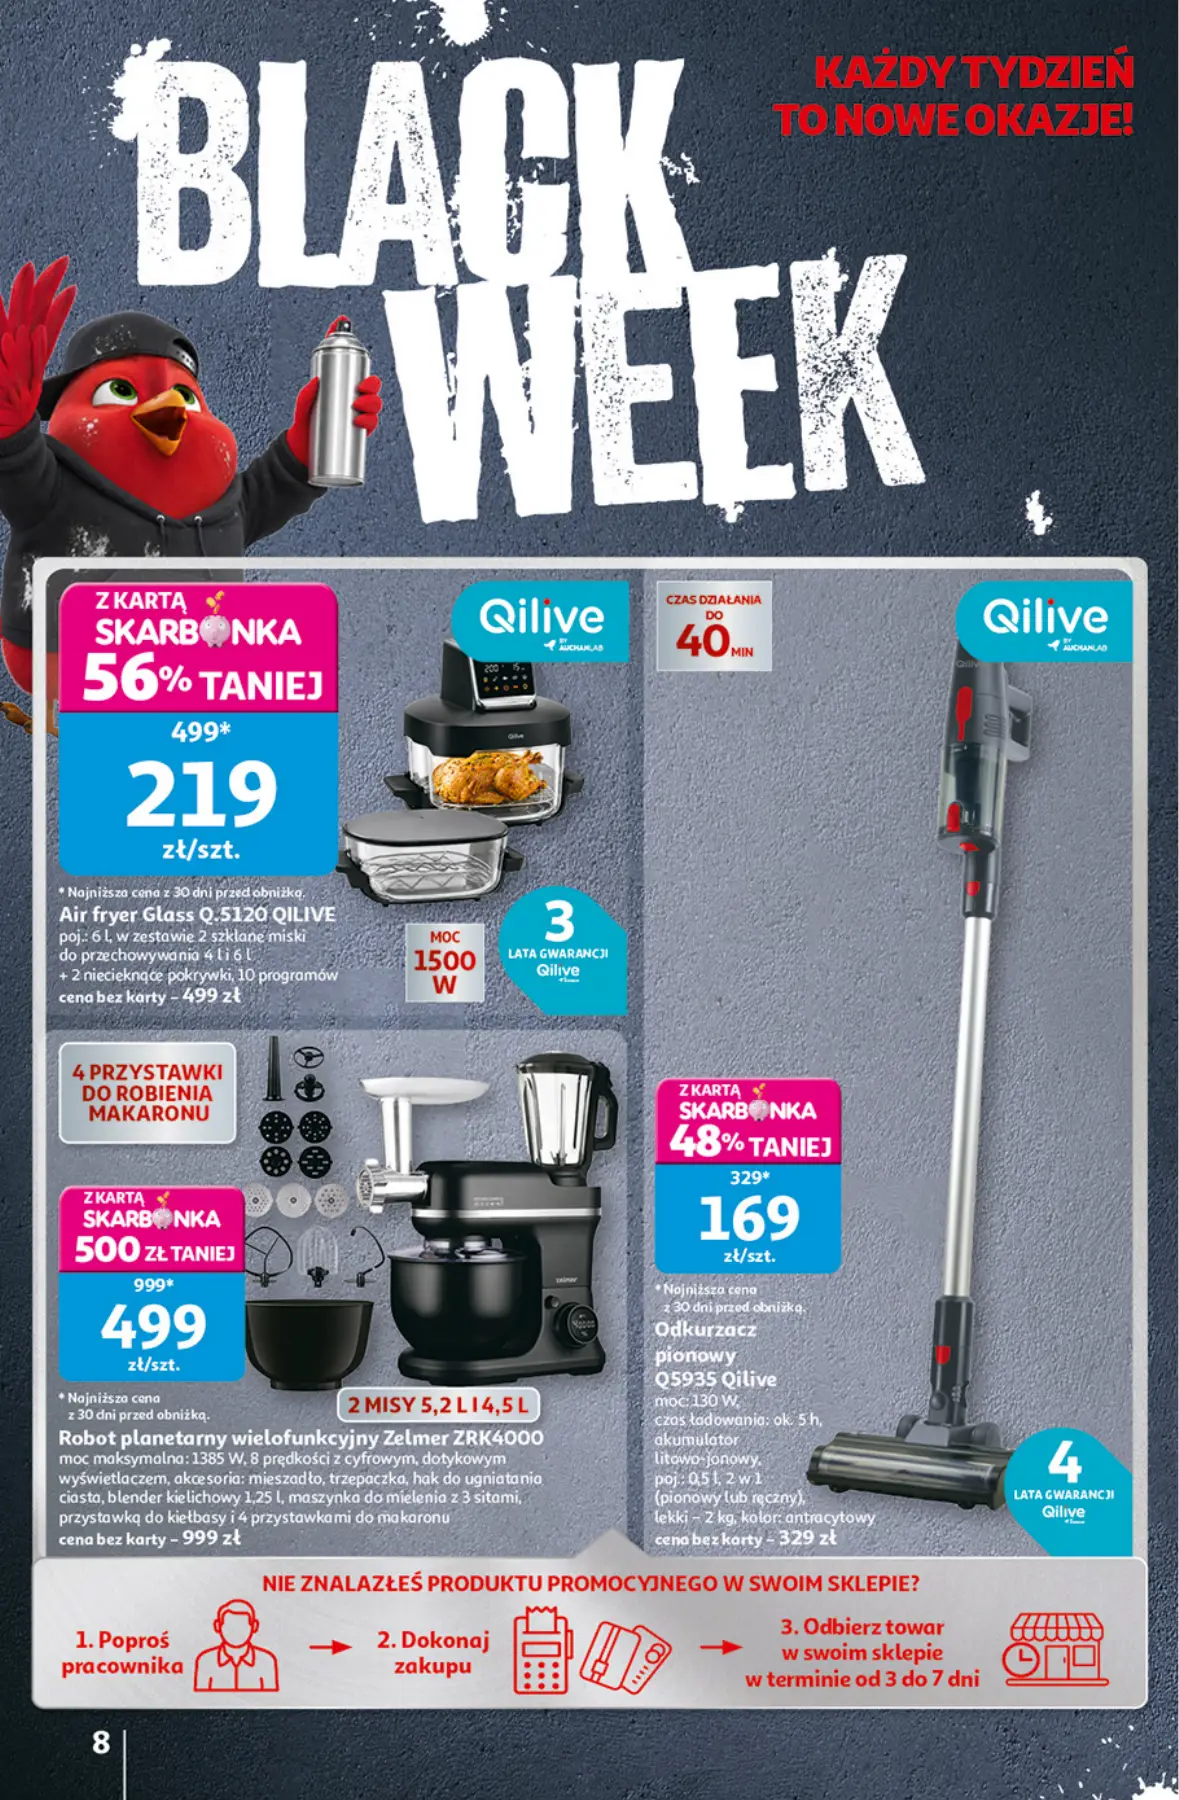 BLACK
WEEK
KAŻDY TYDZIEŃ
TO NOWE OKAZJE!
Z KARTĄ
SKARBONKA
56% TANIEJ
499*
219
zł/szt.
* Najniższa cena z 30 dni przed obniżką.
Air fryer Glass Q.5120 QILIVE
poj.: 6 l, w zestawie 2 szklane miski
do przechowywania 4 l i 6 l
+ 2 niecieknące pokrywki, 10 programów
cena bez karty – 499 zł
Qilive
BY
AUCHANLAB
200 15
Qilive
MOC
1500
W
3
LATA GWARANCJI
Qilive
4 PRZYSTAWKI
DO ROBIENIA
MAKARONU
Z KARTĄ
SKARBONKA
500 ZŁ TANIEJ
999*
499
zł/szt.
* Najniższa cena
z 30 dni przed obniżką.
zelmer
2 MISY 5,2 L I 4,5 L
Robot planetarny wielofunkcyjny Zelmer ZRK4000
moc maksymalna: 1385 W, 8 prędkości z cyfrowym, dotykowym
wyświetlaczem, akcesoria: mieszadło, trzepaczka, hak do ugniatania
ciasta, blender kielichowy 1,25 l, maszynka do mielenia z 3 sitami,
przystawką do kiełbasy i 4 przystawkami do makaronu
cena bez karty – 999 zł
CZAS DZIAŁANIA
DO
40 MIN
Qilive
BY
AUCHANLAB
Qilive
Z KARTĄ
SKARBONKA
48% TANIEJ
329*
169
zł/szt.
* Najniższa cena
z 30 dni przed obniżką.
Odkurzacz
pionowy
Q5935 Qilive
moc: 130 W,
czas ładowania: ok. 5 h,
akumulator
litowo-jonowy,
poj.: 0,5 l, 2 w 1
(pionowy lub ręczny),
lekki – 2 kg, kolor: antracytowy
cena bez karty – 329 zł
4
LATA GWARANCJI
Qilive
NIE ZNALAZŁEŚ PRODUKTU PROMOCYJNEGO W SWOIM SKLEPIE?
1. Poproś
pracownika
2. Dokonaj
zakupu
3. Odbierz towar
w swoim sklepie
w terminie od 3 do 7 dni
8